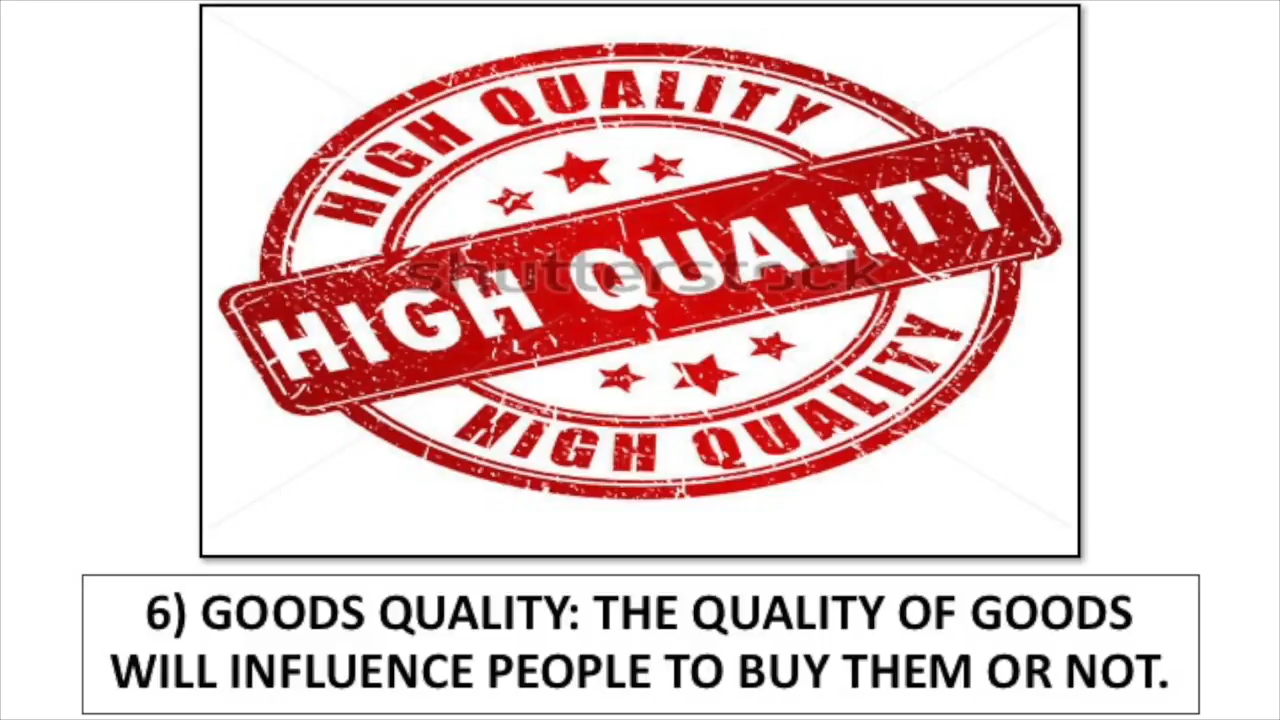 HIGH QUALITY
HIGH QUALITY
shutterstock
HIGH QUALITY
6) GOODS QUALITY: THE QUALITY OF GOODS
WILL INFLUENCE PEOPLE TO BUY THEM OR NOT.